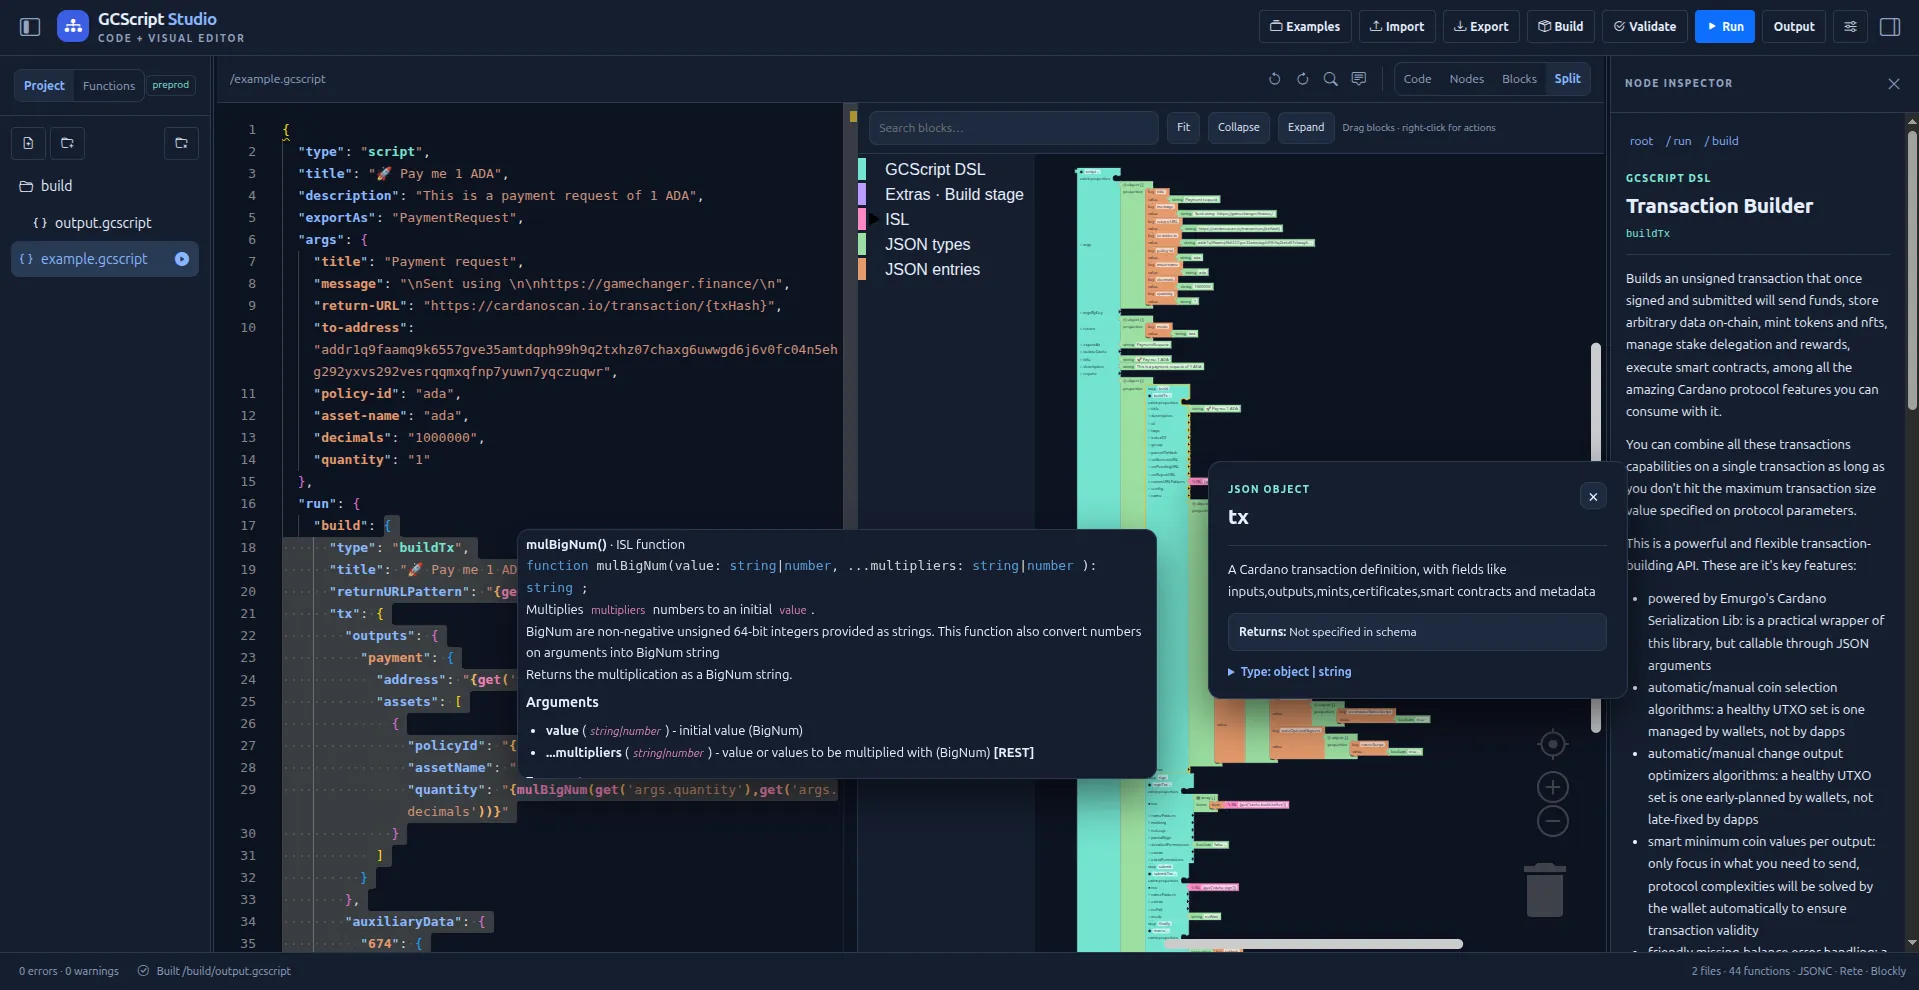 GCScript Studio
CODE + VISUAL EDITOR
Examples
Import
Export
Build
Validate
Run
Output
Project
Functions
preprod
build
{ } output.gcscript
{ } example.gcscript
/example.gcscript
Code
Nodes
Blocks
Split
1 {
2 "type": "script",
3 "title": "🚀 Pay me 1 ADA",
4 "description": "This is a payment request of 1 ADA",
5 "exportAs": "PaymentRequest",
6 "args": {
7 "title": "Payment request",
8 "message": "\nSent using \n\nhttps://gamechanger.finance/\n",
9 "return-URL": "https://cardanoscan.io/transaction/{txHash}",
10 "to-address":
"addr1q9faamq9k6557gve35amtdqph99h9q2txhz07chaxg6uwwgd6j6v0fc04n5eh
g292yxvs292vesrqqmxqfnp7yuwn7yqczuqwr",
11 "policy-id": "ada",
12 "asset-name": "ada",
13 "decimals": "1000000",
14 "quantity": "1"
15 },
16 "run": {
17 "build": {
18 "type": "buildTx",
19 "title": "🚀 Pay me 1 AD
20 "returnURLPattern": "{ge
21 "tx": {
22 "outputs": {
23 "payment": {
24 "address": "{get('
25 "assets": [
26 {
27 "policyId": "{
28 "assetName": "
29 "quantity": "{mulBigNum(get('args.quantity'),get('args.
decimals'))}"
30 }
31 ]
32 }
33 },
34 "auxiliaryData": {
35 "674": {
mulBigNum() · ISL function
function mulBigNum(value: string|number, ...multipliers: string|number ):
string ;
Multiplies multipliers numbers to an initial value .
BigNum are non-negative unsigned 64-bit integers provided as strings. This function also convert numbers
on arguments into BigNum string
Returns the multiplication as a BigNum string.
Arguments
• value ( string|number ) - initial value (BigNum)
• ...multipliers ( string|number ) - value or values to be multiplied with (BigNum) [REST]
Search blocks...
Fit
Collapse
Expand
Drag blocks · right-click for actions
GCScript DSL
Extras · Build stage
ISL
JSON types
JSON entries
JSON OBJECT
tx
A Cardano transaction definition, with fields like
inputs,outputs,mints,certificates,smart contracts and metadata
Returns: Not specified in schema
Type: object | string
NODE INSPECTOR
root / run / build
GCSCRIPT DSL
Transaction Builder
buildTx
Builds an unsigned transaction that once
signed and submitted will send funds, store
arbitrary data on-chain, mint tokens and nfts,
manage stake delegation and rewards,
execute smart contracts, among all the
amazing Cardano protocol features you can
consume with it.
You can combine all these transactions
capabilities on a single transaction as long as
you don't hit the maximum transaction size
value specified on protocol parameters.
This is a powerful and flexible transaction-
building API. These are it's key features:
• powered by Emurgo's Cardano
Serialization Lib: is a practical wrapper of
this library, but callable through JSON
arguments
• automatic/manual coin selection
algorithms: a healthy UTXO set is one
managed by wallets, not by dapps
• automatic/manual change output
optimizers algorithms: a healthy UTXO
set is one early-planned by wallets, not
late-fixed by dapps
• smart minimum coin values per output:
only focus in what you need to send,
protocol complexities will be solved by
the wallet automatically to ensure
transaction validity
• friendly missing balance error handling: a
0 errors · 0 warnings
Built /build/output.gcscript
2 files · 44 functions · JSONC · Rete · Blockly